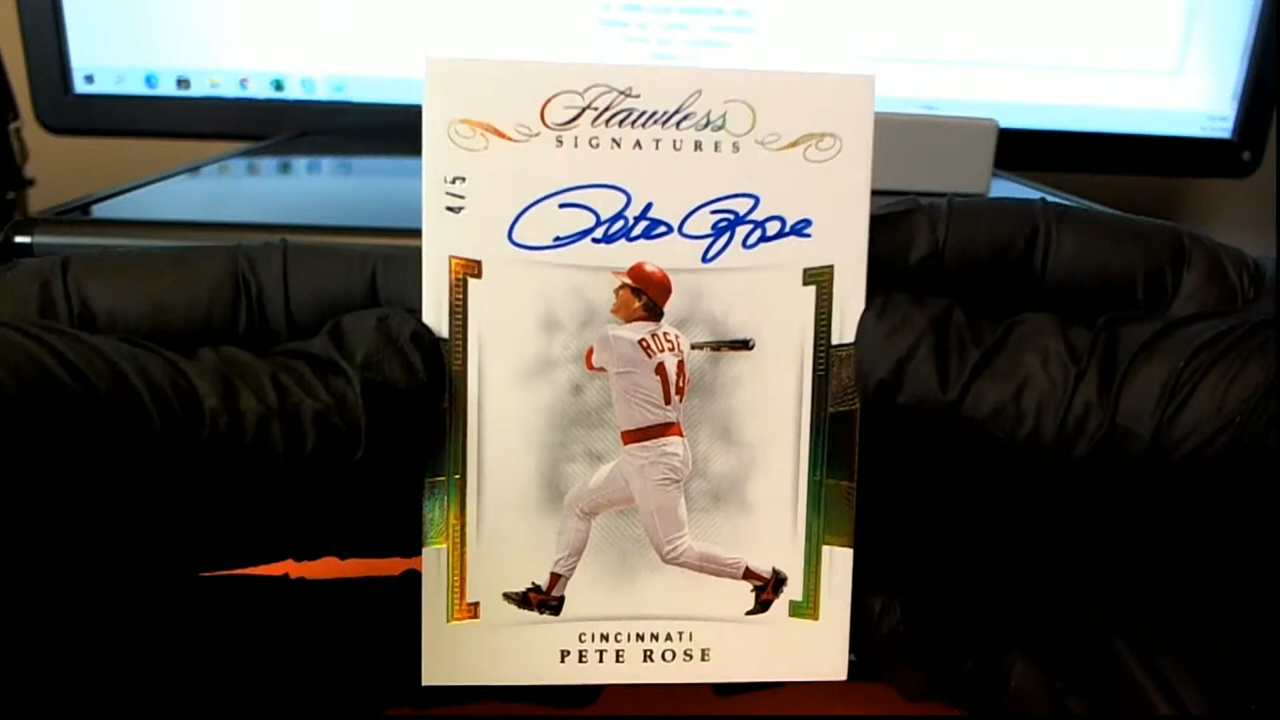 Flawless
SIGNATURES
4/5
Pete Rose
ROSE
14
CINCINNATI
PETE ROSE